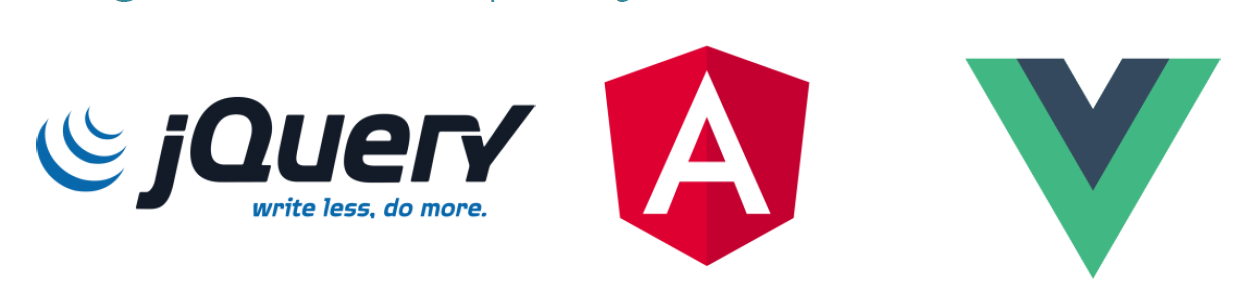 jQuery
write less, do more.
A